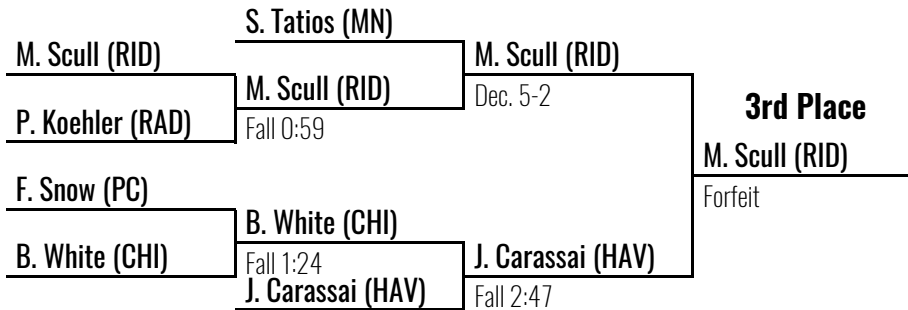 S. Tatios (MN)
M. Scull (RID)
M. Scull (RID)
M. Scull (RID)
Dec. 5-2
P. Koehler (RAD)
Fall 0:59
3rd Place
M. Scull (RID)
Forfeit
F. Snow (PC)
B. White (CHI)
B. White (CHI)
Fall 1:24
J. Carassai (HAV)
J. Carassai (HAV)
Fall 2:47